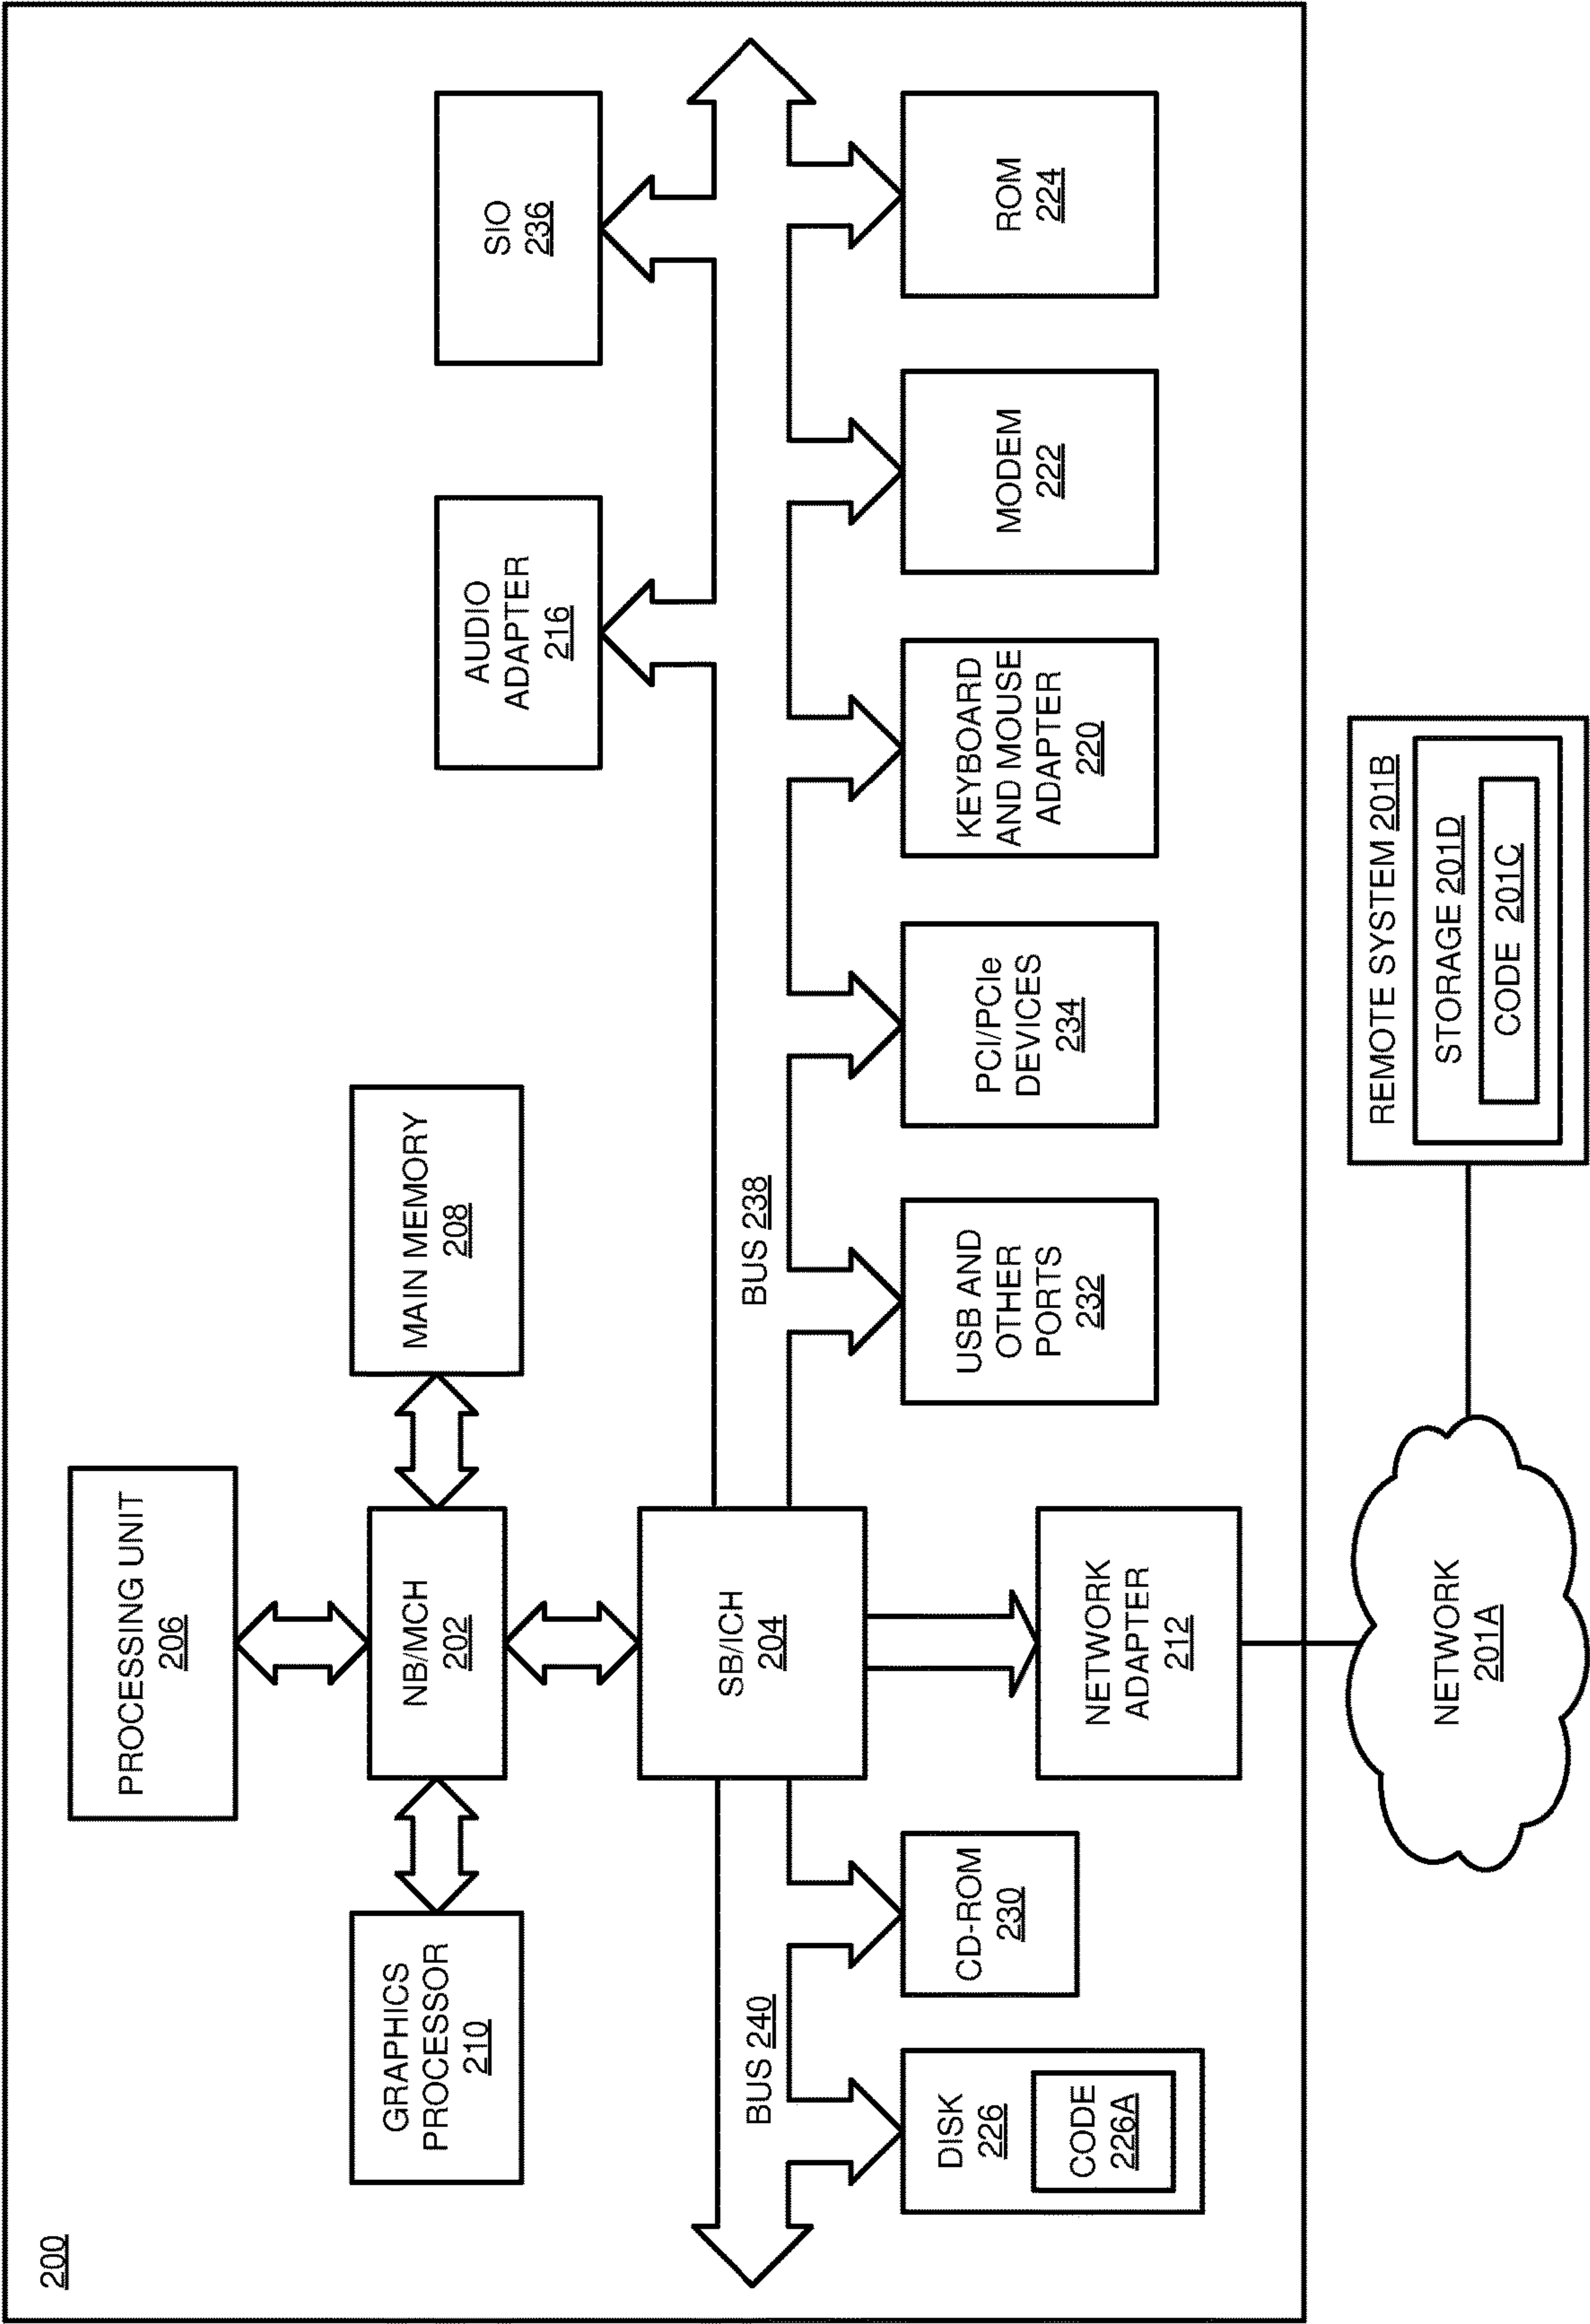 200
PROCESSING UNIT
206
GRAPHICS
PROCESSOR
210
NB/MCH
202
MAIN MEMORY
208
AUDIO
ADAPTER
216
SIO
236
SB/ICH
204
BUS 240
BUS 238
DISK
226
CODE
226A
CD-ROM
230
NETWORK
ADAPTER
212
USB AND
OTHER
PORTS
232
PCI/PCIe
DEVICES
234
KEYBOARD
AND MOUSE
ADAPTER
220
MODEM
222
ROM
224
NETWORK
201A
REMOTE SYSTEM 201B
STORAGE 201D
CODE 201C